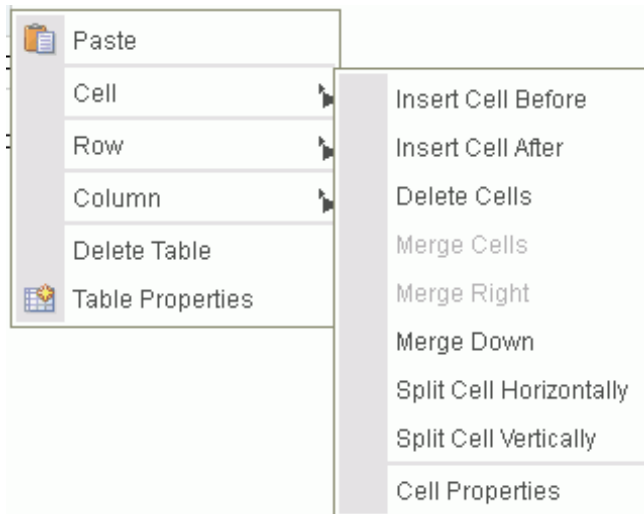 Paste
Cell
Row
Column
Delete Table
Table Properties
Insert Cell Before
Insert Cell After
Delete Cells
Merge Cells
Merge Right
Merge Down
Split Cell Horizontally
Split Cell Vertically
Cell Properties